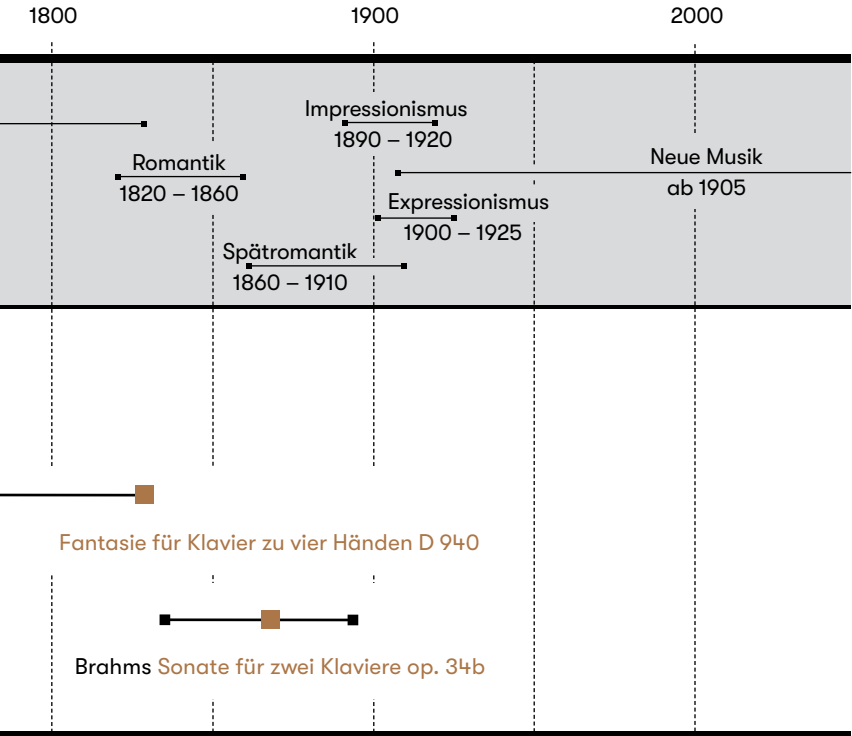 1800 1900 2000
Impressionismus
1890 – 1920
Romantik
1820 – 1860
Neue Musik
ab 1905
Expressionismus
1900 – 1925
Spätromantik
1860 – 1910
Fantasie für Klavier zu vier Händen D 940
Brahms Sonate für zwei Klaviere op. 34b